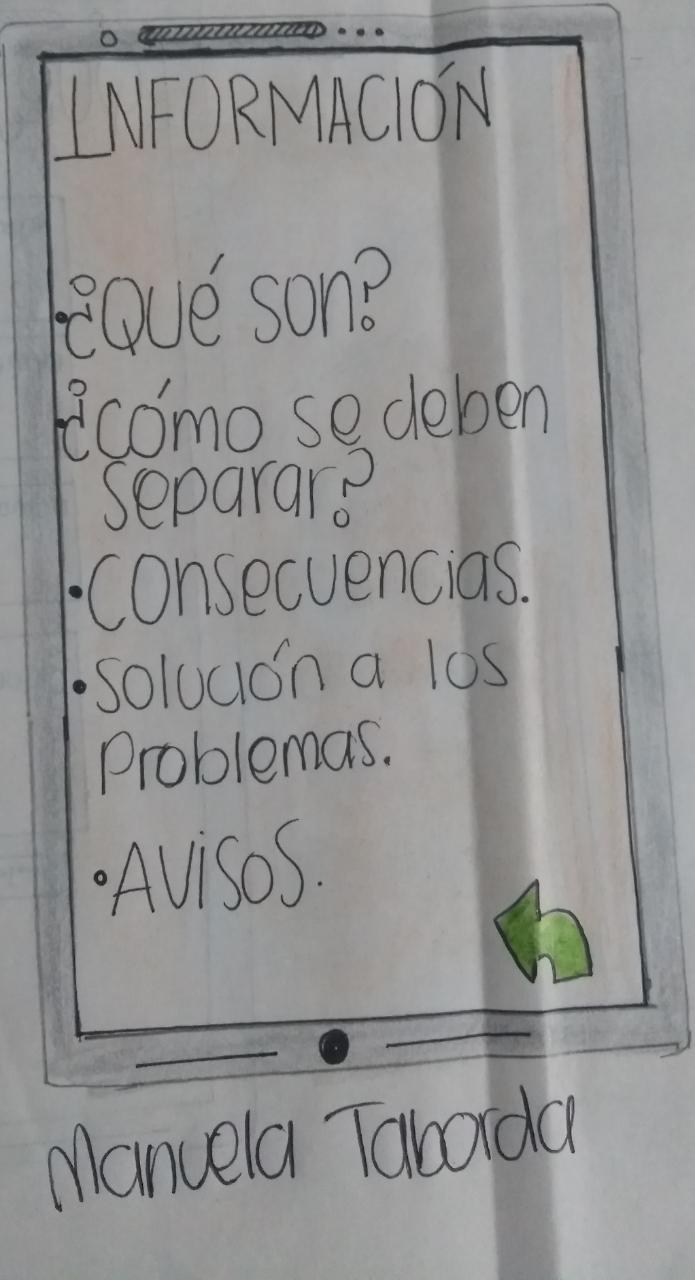 INFORMACIÓN
• ¿Qué son?
• ¿Cómo se deben
separar?
• Consecuencias.
• Solución a los
Problemas.
• AVISOS.
Manuela Taborda